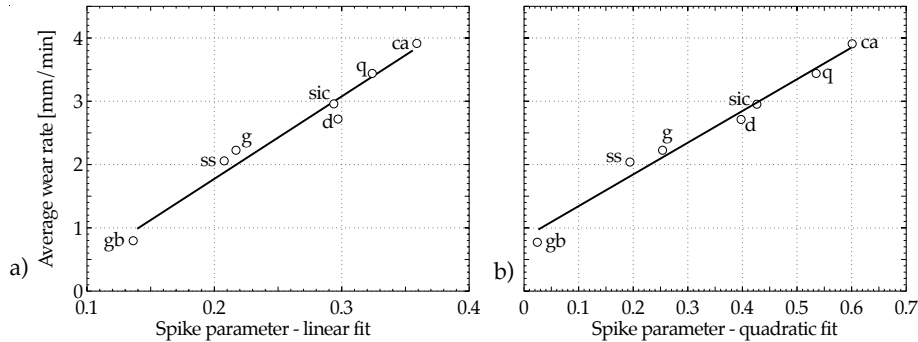 Average wear rate [mm/min]
4
3
2
1
0
ca
q
sic
d
g
ss
gb
a)
0.1
0.2
0.3
0.4
Spike parameter - linear fit
ca
q
sic
d
g
ss
gb
b)
0
0.1
0.2
0.3
0.4
0.5
0.6
0.7
Spike parameter - quadratic fit